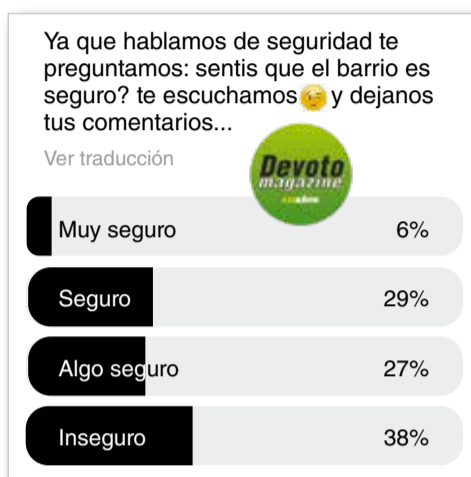 Ya que hablamos de seguridad te
preguntamos: sentis que el barrio es
seguro? te escuchamos😉 y dejanos
tus comentarios...
Ver traducción
Devoto
magazine
Muy seguro 6%
Seguro 29%
Algo seguro 27%
Inseguro 38%